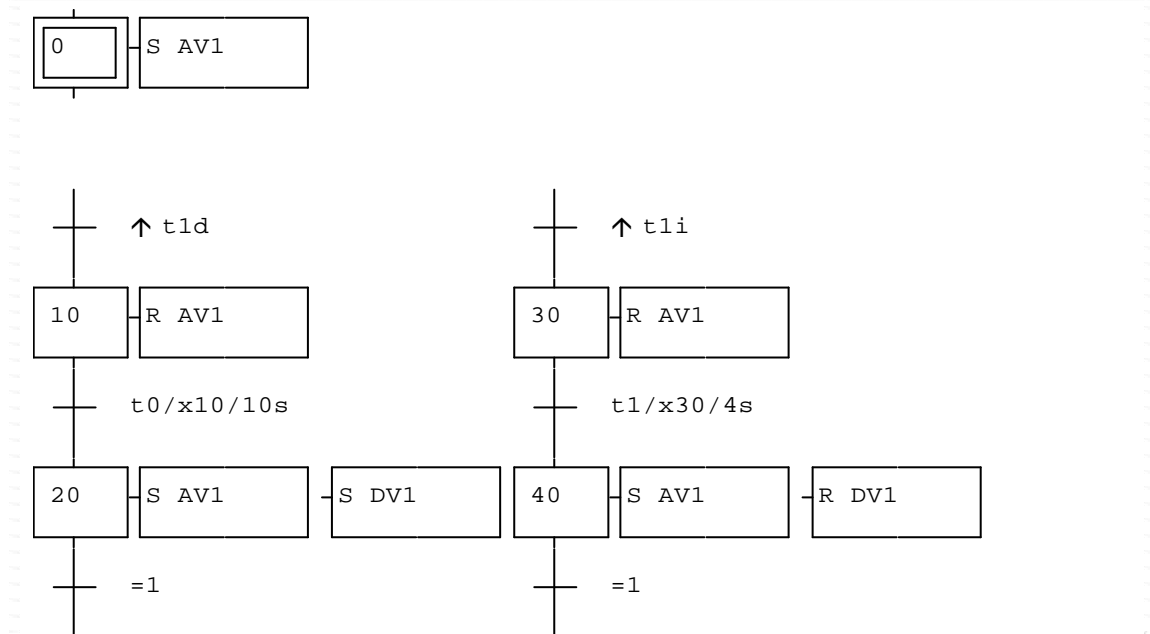 0 S AV1
↑ t1d ↑ t1i
10 R AV1 30 R AV1
t0/x10/10s t1/x30/4s
20 S AV1 S DV1 40 S AV1 R DV1
=1 =1